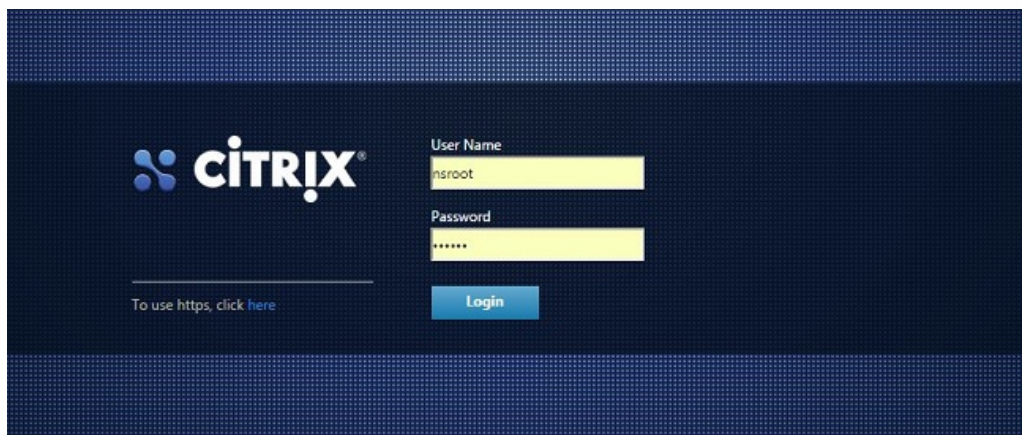 CITRIX®
User Name
nsroot
Password
••••••
To use https, click here
Login